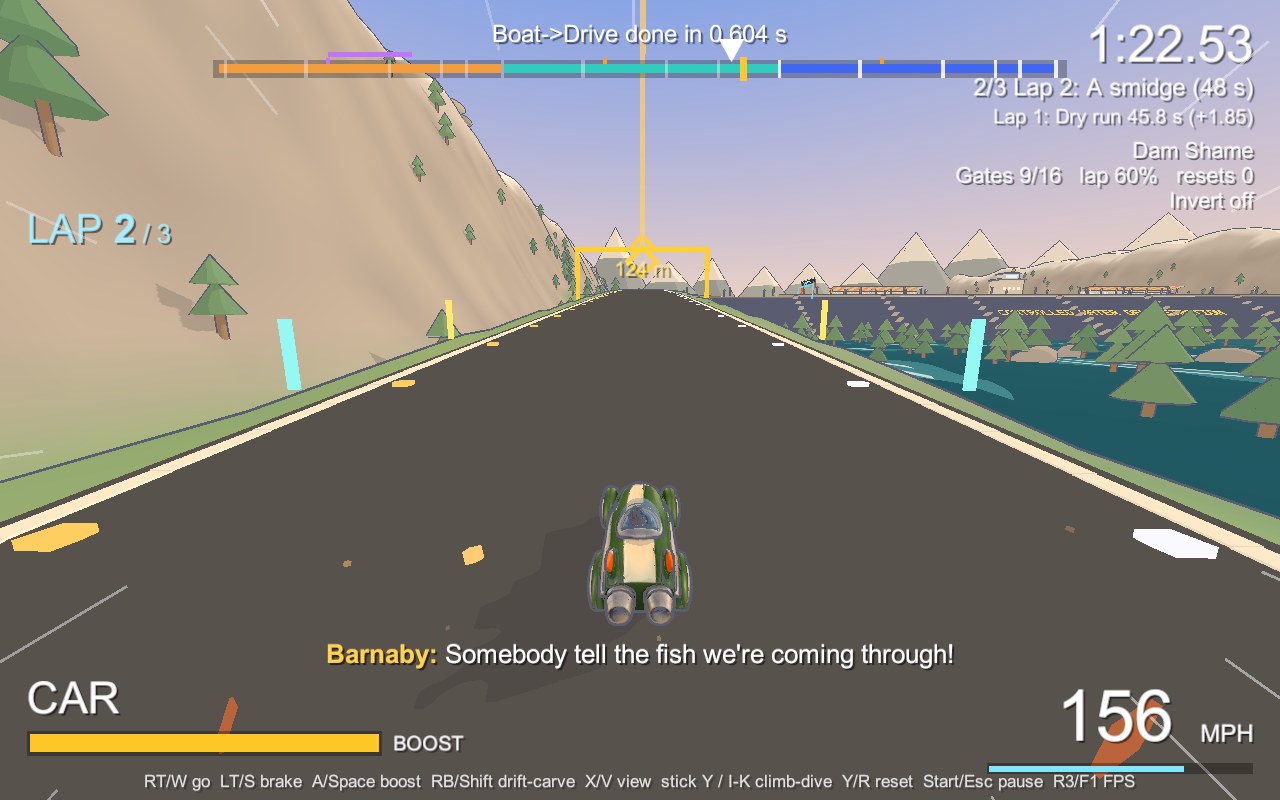 Boat->Drive done in 0.604 s
1:22.53
2/3 Lap 2: A smidge (48 s)
Lap 1: Dry run 45.8 s (+1.85)
Dam Shame
Gates 9/16 lap 60% resets 0
Invert off
LAP 2 / 3
124 m
Barnaby: Somebody tell the fish we're coming through!
CAR
BOOST
156 MPH
RT/W go LT/S brake A/Space boost RB/Shift drift-carve X/V view stick Y / I-K climb-dive Y/R reset Start/Esc pause R3/F1 FPS